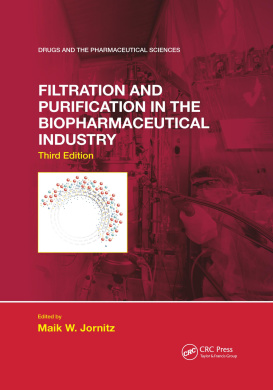 DRUGS AND THE PHARMACEUTICAL SCIENCES
FILTRATION AND
PURIFICATION IN THE
BIOPHARMACEUTICAL
INDUSTRY
Third Edition
Edited by
Maik W. Jornitz
CRC
CRC Press
Taylor & Francis Group